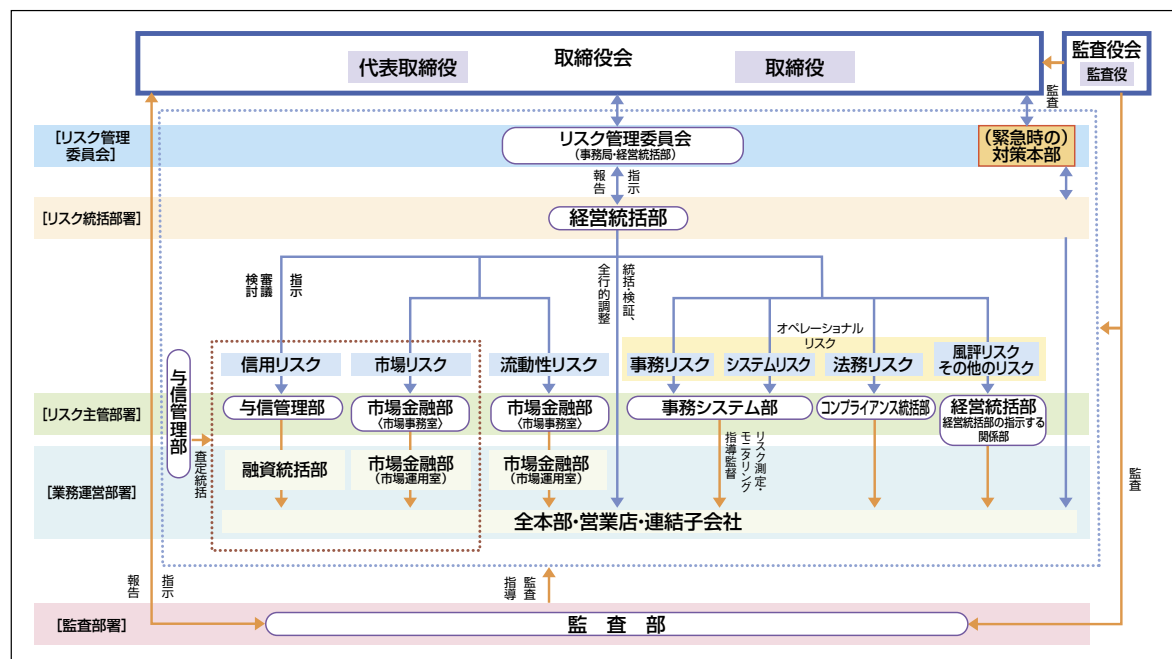 取締役会
代表取締役
取締役
監査役会
監査役
監査
[リスク管理
委員会]
リスク管理委員会
(事務局・経営統括部)
(緊急時の)
対策本部
報告
指示
[リスク統括部署]
経営統括部
審議
検討
指示
統括・検証、
全行的調整
オペレーショナル
リスク
信用リスク
市場リスク
流動性リスク
事務リスク
システムリスク
法務リスク
風評リスク
その他のリスク
与信管理部
[リスク主管部署]
与信管理部
市場金融部
〈市場事務室〉
市場金融部
〈市場事務室〉
事務システム部
コンプライアンス統括部
経営統括部
経営統括部の指示する
関係部
査定統括
リスク測定・
モニタリング
指導監督
監査
[業務運営部署]
融資統括部
市場金融部
(市場運用室)
市場金融部
(市場運用室)
全本部・営業店・連結子会社
報告
指示
監査
指導
[監査部署]
監 査 部